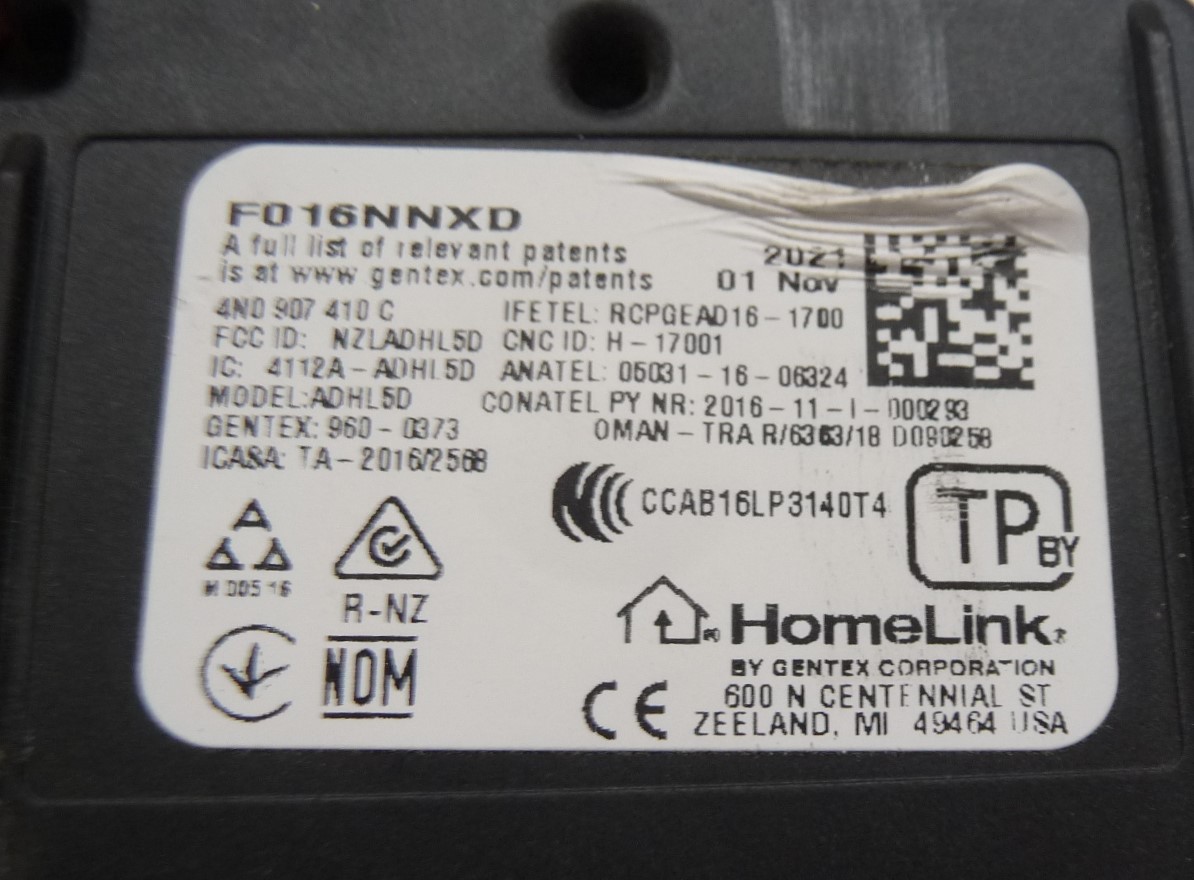 F016NNXD
A full list of relevant patents
is at www gentex.com/patents
2021
01 Nov
4N0 907 410 C
IFETEL: RCPGEAD16-1700
FCC ID: NZLADHL5D
CNC ID: H-17001
IC: 4112A-ADHL5D
ANATEL: 05031-16-06324
MODEL:ADHL5D
CONATEL PY NR: 2016-11-I-000293
GENTEX: 960-0373
OMAN-TRA R/6363/18 D090258
ICASA: TA-2016/2568
CCAB16LP3140T4
TP BY
R-NZ
NOM
HomeLink
BY GENTEX CORPORATION
600 N CENTENNIAL ST
ZEELAND, MI 49464 USA
CE